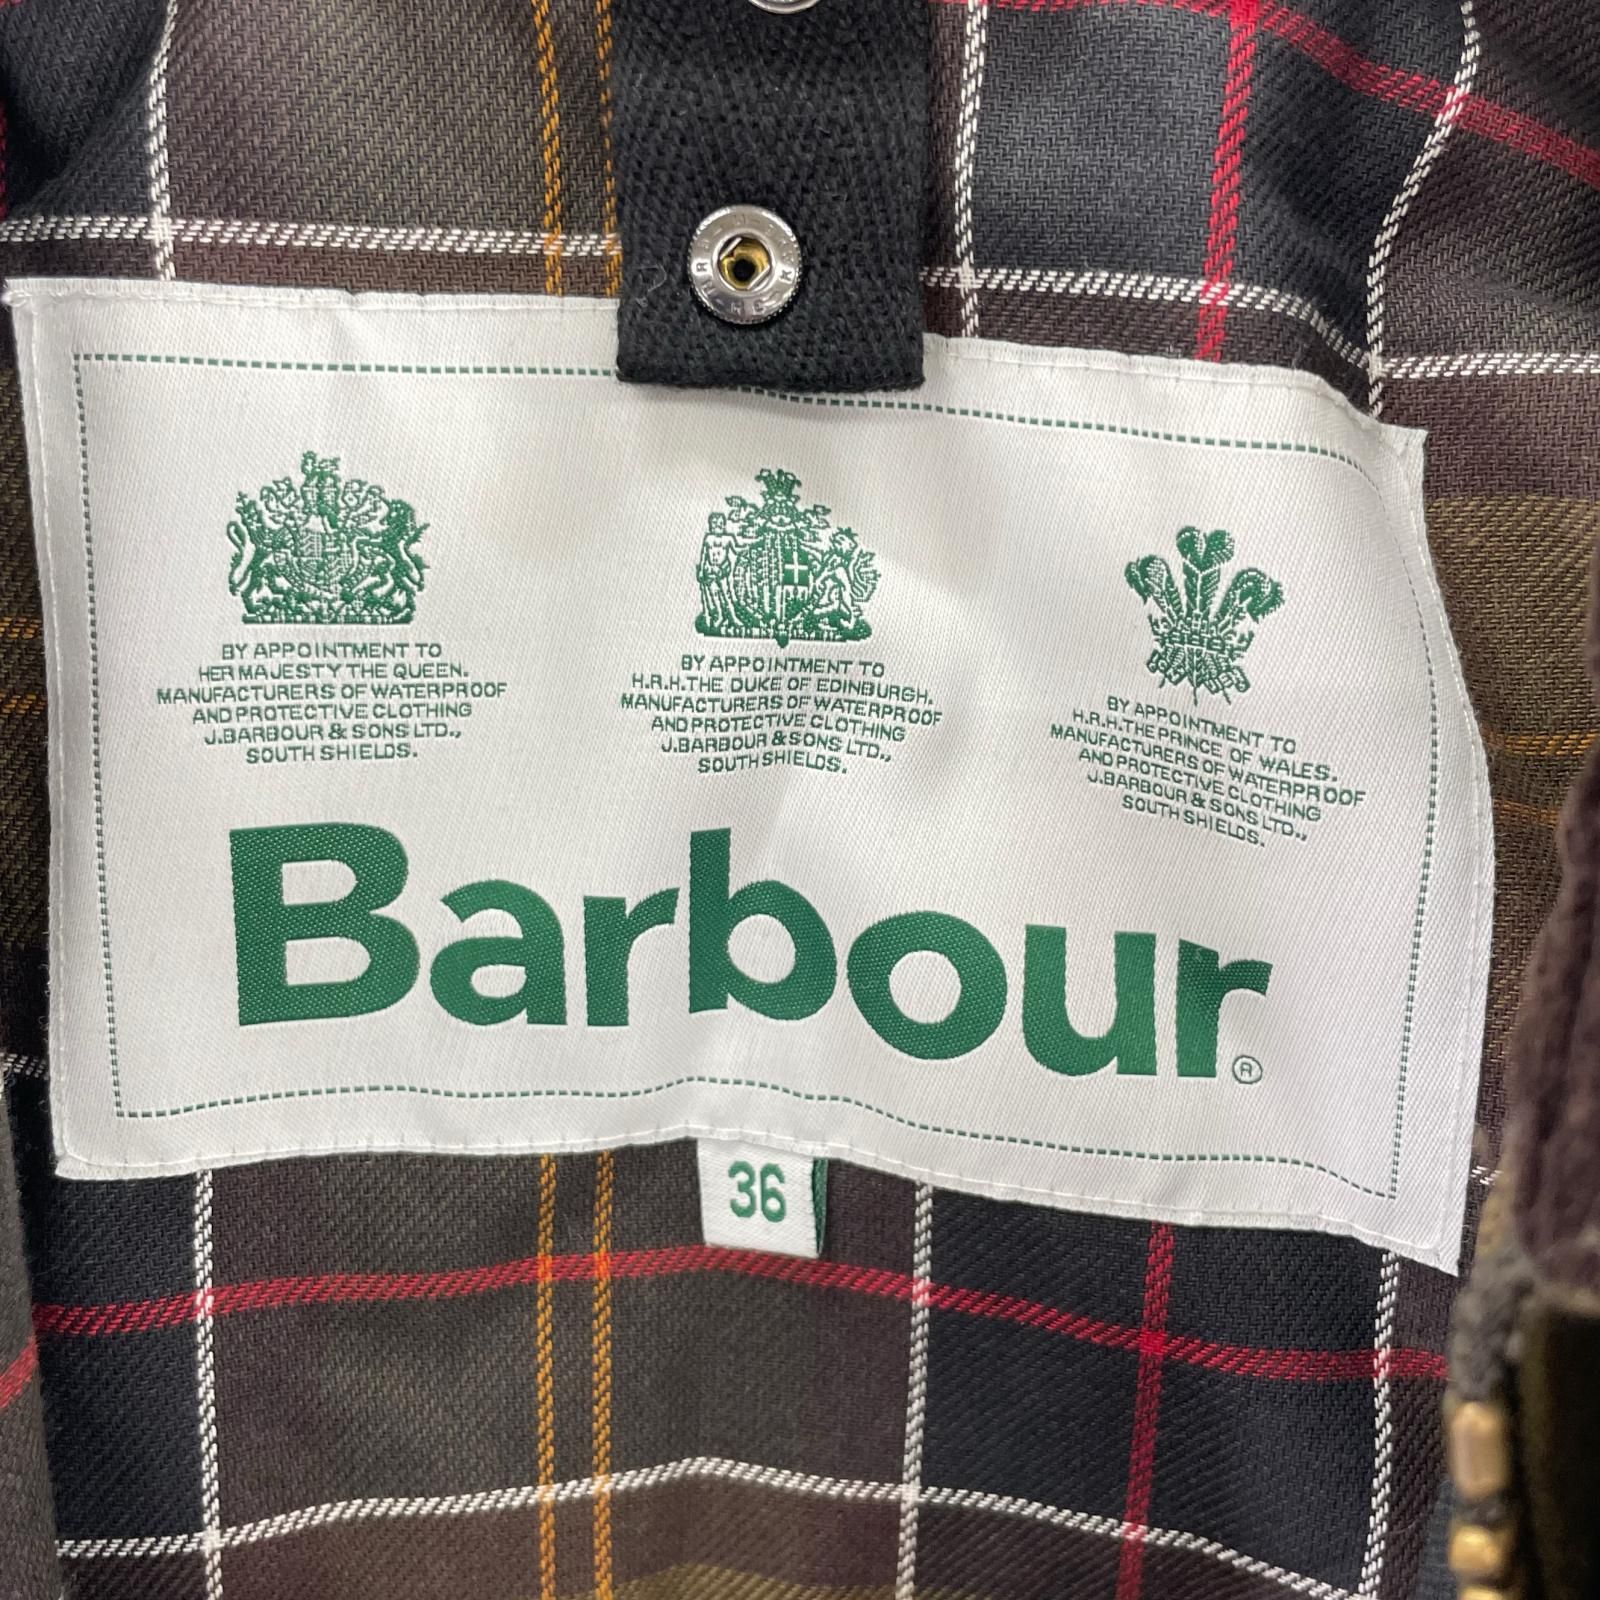 BY APPOINTMENT TO
HER MAJESTY THE QUEEN.
MANUFACTURERS OF WATERPROOF
AND PROTECTIVE CLOTHING
J.BARBOUR & SONS LTD.,
SOUTH SHIELDS.
BY APPOINTMENT TO
H.R.H.THE DUKE OF EDINBURGH.
MANUFACTURERS OF WATERPROOF
AND PROTECTIVE CLOTHING
J.BARBOUR & SONS LTD.,
SOUTH SHIELDS.
BY APPOINTMENT TO
H.R.H.THE PRINCE OF WALES.
MANUFACTURERS OF WATERPROOF
AND PROTECTIVE CLOTHING
J.BARBOUR & SONS LTD.,
SOUTH SHIELDS.
Barbour®
36